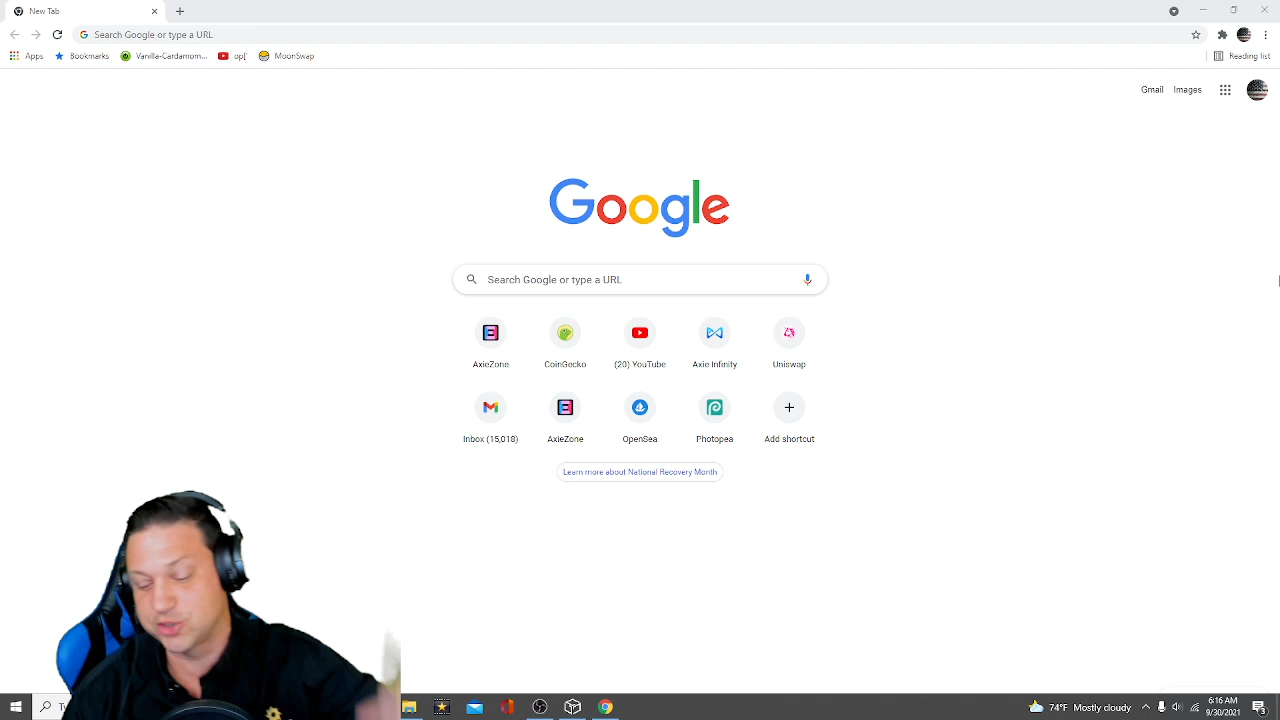 New Tab
Search Google or type a URL
Apps Bookmarks Vanilla-Cardamom... op[' MoonSwap Reading list
Gmail Images
Google
Search Google or type a URL
AxieZone CoinGecko (20) YouTube Axie Infinity Uniswap
Inbox (15,018) AxieZone OpenSea Photopea Add shortcut
Learn more about National Recovery Month
74°F Mostly cloudy
6:16 AM
9/30/2021